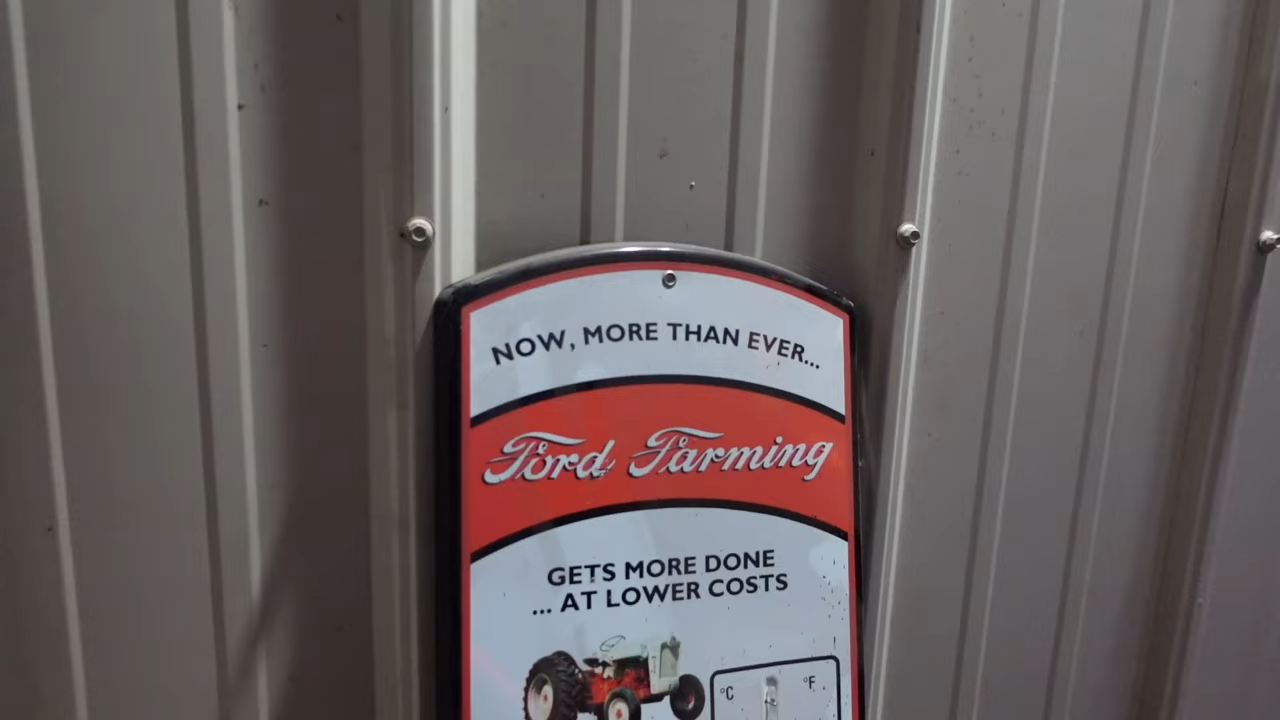 NOW, MORE THAN EVER...
Ford Farming
GETS MORE DONE
... AT LOWER COSTS
°C °F